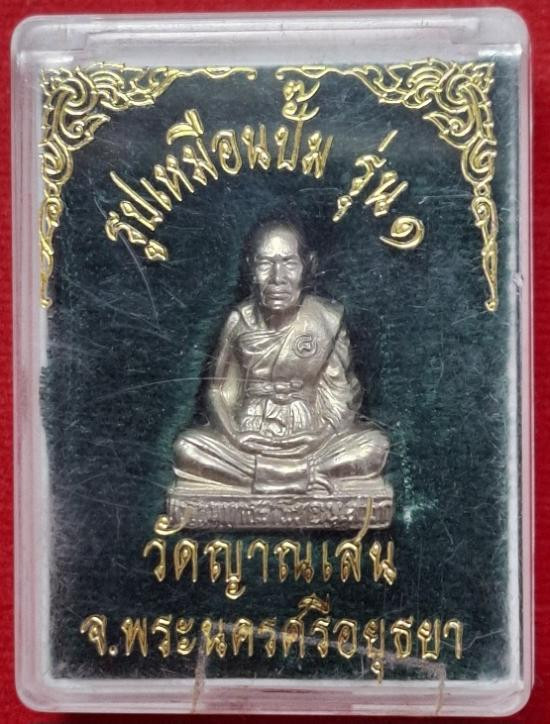 รูปเหมือนปั๊ม รุ่น ๑
วัดญาณเสน
จ.พระนครศรีอยุธยา